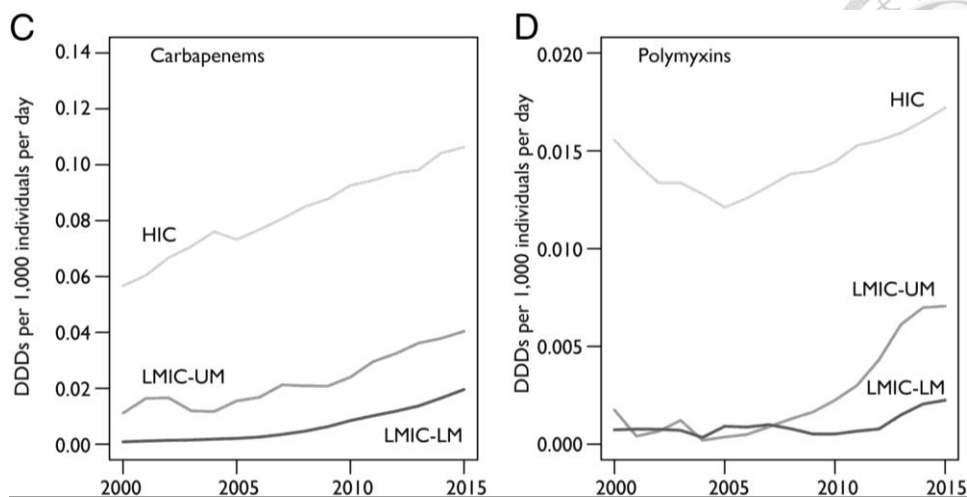 C
Carbapenems
DDDs per 1,000 individuals per day
0.14
0.12
0.10
0.08
0.06
0.04
0.02
0.00
HIC
LMIC-UM
LMIC-LM
2000 2005 2010 2015
D
Polymyxins
DDDs per 1,000 individuals per day
0.020
0.015
0.010
0.005
0.000
HIC
LMIC-UM
LMIC-LM
2000 2005 2010 2015